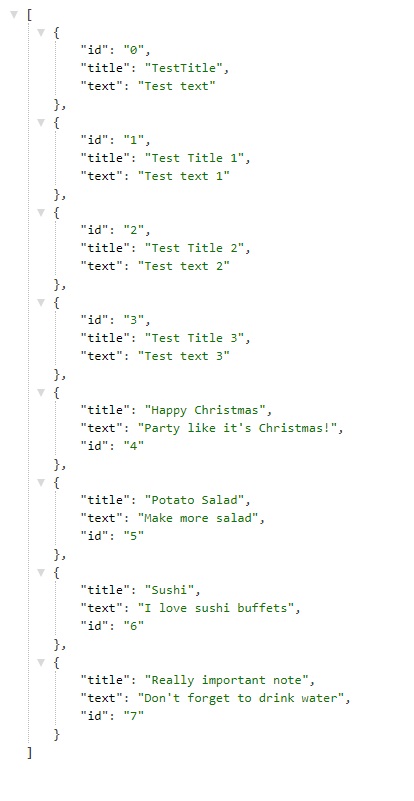 [
{
"id": "0",
"title": "TestTitle",
"text": "Test text"
},
{
"id": "1",
"title": "Test Title 1",
"text": "Test text 1"
},
{
"id": "2",
"title": "Test Title 2",
"text": "Test text 2"
},
{
"id": "3",
"title": "Test Title 3",
"text": "Test text 3"
},
{
"title": "Happy Christmas",
"text": "Party like it's Christmas!",
"id": "4"
},
{
"title": "Potato Salad",
"text": "Make more salad",
"id": "5"
},
{
"title": "Sushi",
"text": "I love sushi buffets",
"id": "6"
},
{
"title": "Really important note",
"text": "Don't forget to drink water",
"id": "7"
}
]